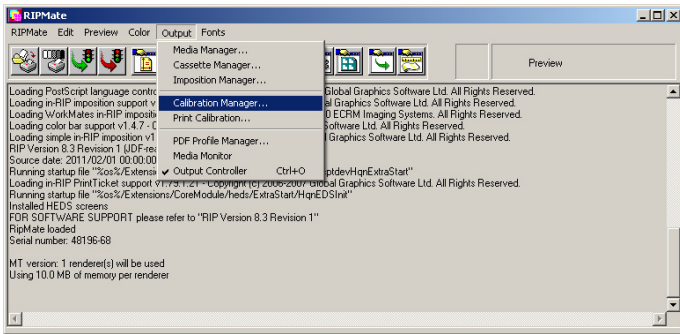 RIPMate
RIPMate Edit Preview Color Output Fonts
Media Manager...
Cassette Manager...
Imposition Manager...
Calibration Manager...
Print Calibration...
PDF Profile Manager...
Media Monitor
Output Controller Ctrl+O
Preview
Loading PostScript language contro Global Graphics Software Ltd. All Rights Reserved.
Loading in-RIP imposition support v al Graphics Software Ltd. All Rights Reserved.
Loading WorkMates in-RIP impositi 0 ECRM Imaging Systems. All Rights Reserved.
Loading color bar support v1.4.7 - Software Ltd. All Rights Reserved.
Loading simple in-RIP imposition v1 l Graphics Software Ltd. All Rights Reserved.
RIP Version 8.3 Revision 1 (JDF-rea
Source date: 2011/02/01 00:00:00
Running startup file "%os%/Extensio ptdevHqnExtraStart"
Loading in-RIP PrintTicket support v1.75.1.21 - Copyright (c) 2006-2007 Global Graphics Software Ltd. All Rights Reserved.
Running startup file "%os%/Extensions/CoreModule/heds/ExtraStart/HqnEDSInit"
Installed HEDS screens
FOR SOFTWARE SUPPORT please refer to "RIP Version 8.3 Revision 1"
RipMate loaded
Serial number: 48196-68
MT version: 1 renderer(s) will be used
Using 10.0 MB of memory per renderer